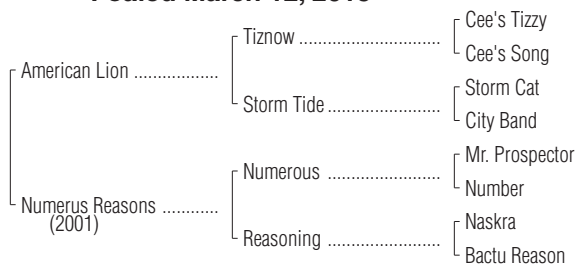 Foaled March 12, 2013
Cee's Tizzy
Tiznow
Cee's Song
American Lion
Storm Cat
Storm Tide
City Band
Mr. Prospector
Numerous
Number
Numerus Reasons
(2001)
Naskra
Reasoning
Bactu Reason